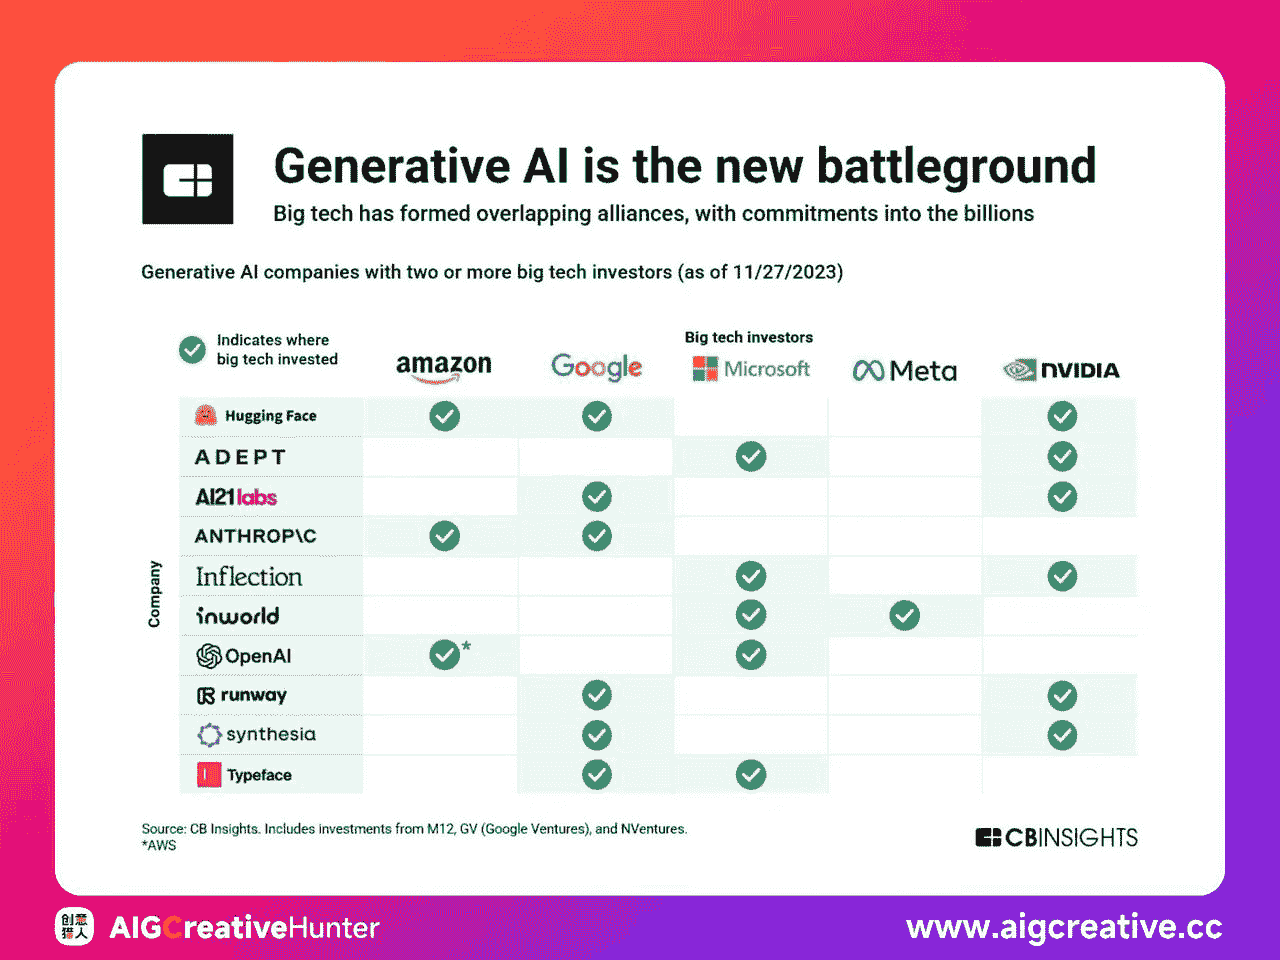 Generative AI is the new battleground
Big tech has formed overlapping alliances, with commitments into the billions
Generative AI companies with two or more big tech investors (as of 11/27/2023)
Indicates where
big tech invested
Big tech investors
amazon
Google
Microsoft
Meta
NVIDIA
Company
Hugging Face
ADEPT
AI21labs
ANTHROP\C
Inflection
inworld
OpenAI
*
runway
synthesia
Typeface
Source: CB Insights. Includes investments from M12, GV (Google Ventures), and NVentures.
*AWS
CBINSIGHTS
创意
猎人
AIGCreativeHunter
www.aigcreative.cc